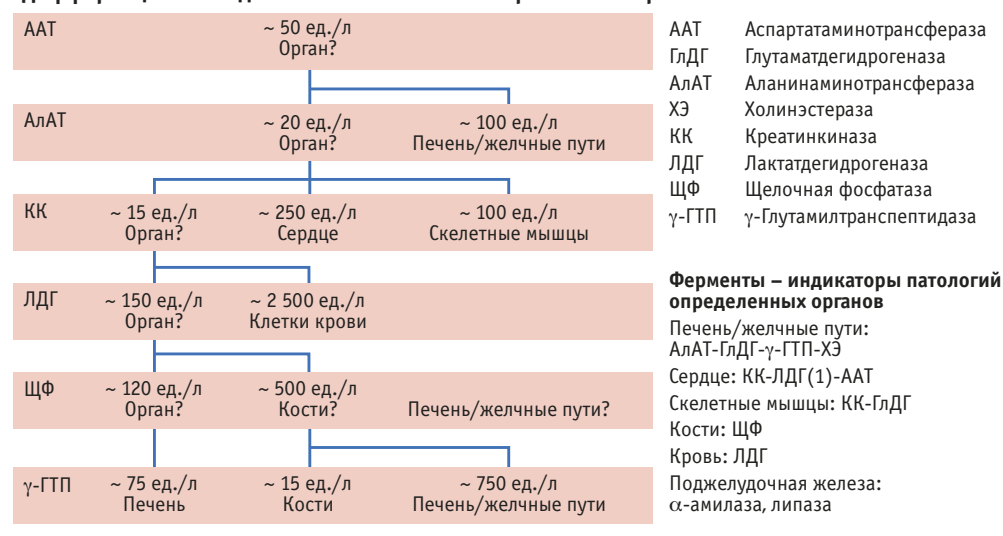 ААТ
~ 50 ед./л
Орган?
АлАТ
~ 20 ед./л
Орган?
~ 100 ед./л
Печень/желчные пути
КК
~ 15 ед./л
Орган?
~ 250 ед./л
Сердце
~ 100 ед./л
Скелетные мышцы
ЛДГ
~ 150 ед./л
Орган?
~ 2 500 ед./л
Клетки крови
ЩФ
~ 120 ед./л
Орган?
~ 500 ед./л
Кости?
Печень/желчные пути?
γ-ГТП
~ 75 ед./л
Печень
~ 15 ед./л
Кости
~ 750 ед./л
Печень/желчные пути
ААТ Аспартатаминотрансфераза
ГлДГ Глутаматдегидрогеназа
АлАТ Аланинаминотрансфераза
ХЭ Холинэстераза
КК Креатинкиназа
ЛДГ Лактатдегидрогеназа
ЩФ Щелочная фосфатаза
γ-ГТП γ-Глутамилтранспептидаза
Ферменты – индикаторы патологий
определенных органов
Печень/желчные пути:
АлАТ-ГлДГ-γ-ГТП-ХЭ
Сердце: КК-ЛДГ(1)-ААТ
Скелетные мышцы: КК-ГлДГ
Кости: ЩФ
Кровь: ЛДГ
Поджелудочная железа:
α-амилаза, липаза